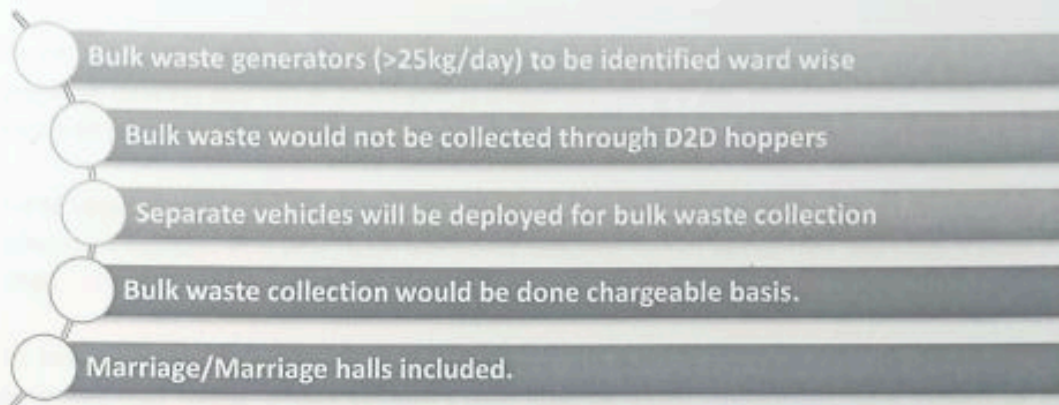 Bulk waste generators (>25kg/day) to be identified ward wise
Bulk waste would not be collected through D2D hoppers
Separate vehicles will be deployed for bulk waste collection
Bulk waste collection would be done chargeable basis.
Marriage/Marriage halls included.